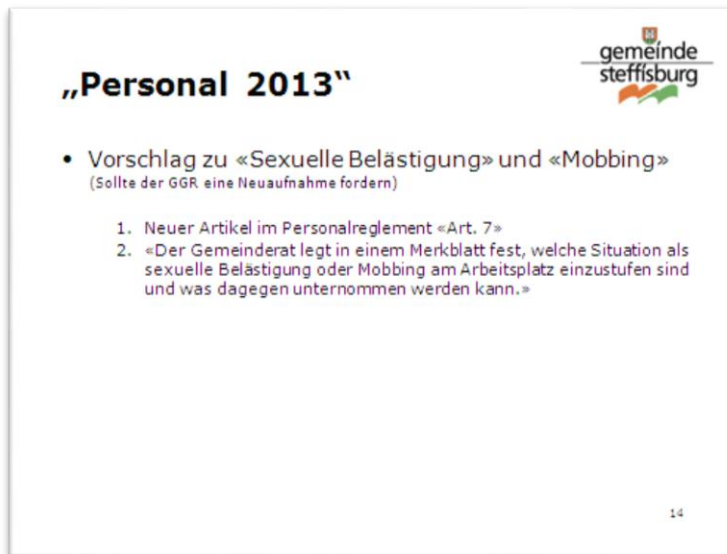 gemeinde
steffisburg
„Personal 2013“
• Vorschlag zu «Sexuelle Belästigung» und «Mobbing»
(Sollte der GGR eine Neuaufnahme fordern)
1. Neuer Artikel im Personalreglement «Art. 7»
2. «Der Gemeinderat legt in einem Merkblatt fest, welche Situation als
sexuelle Belästigung oder Mobbing am Arbeitsplatz einzustufen sind
und was dagegen unternommen werden kann.»
14